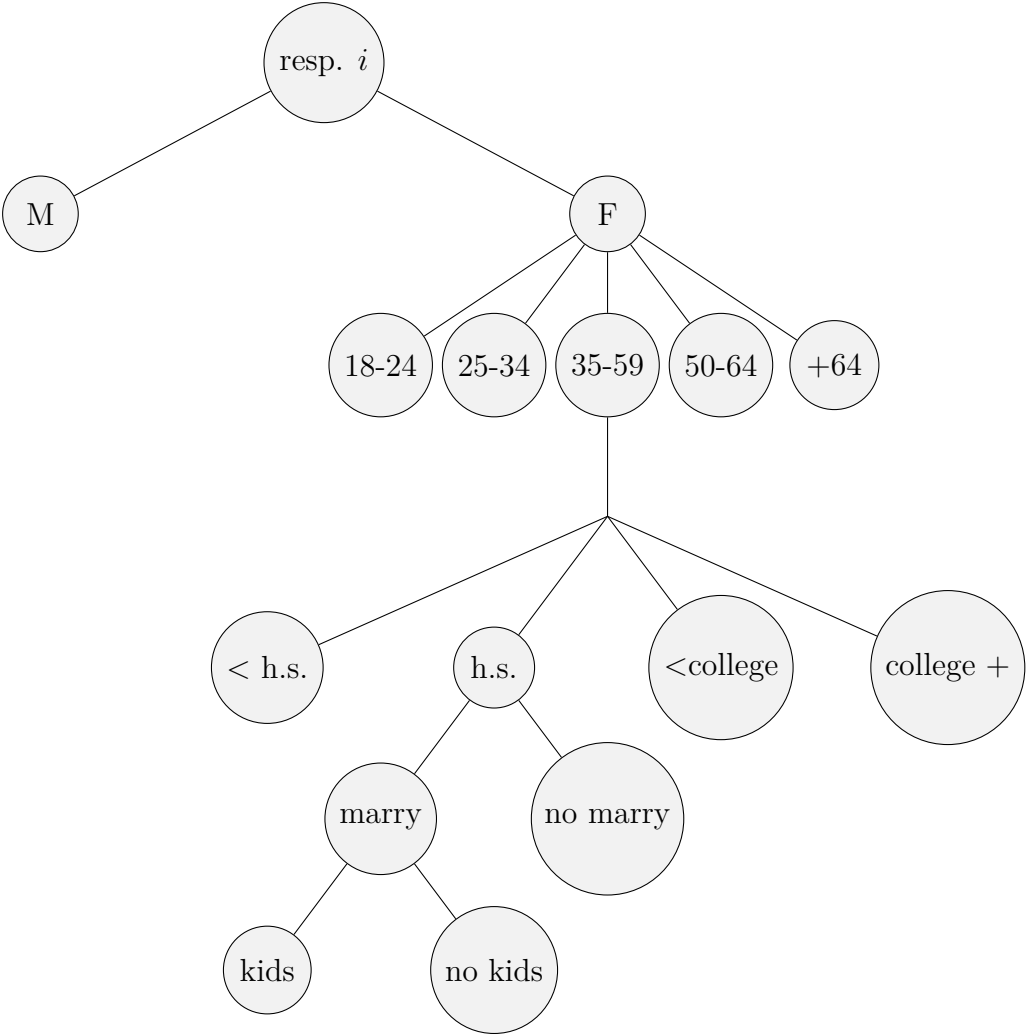 resp. i
M
F
18-24
25-34
35-59
50-64
+64
< h.s.
h.s.
<college
college +
marry
no marry
kids
no kids